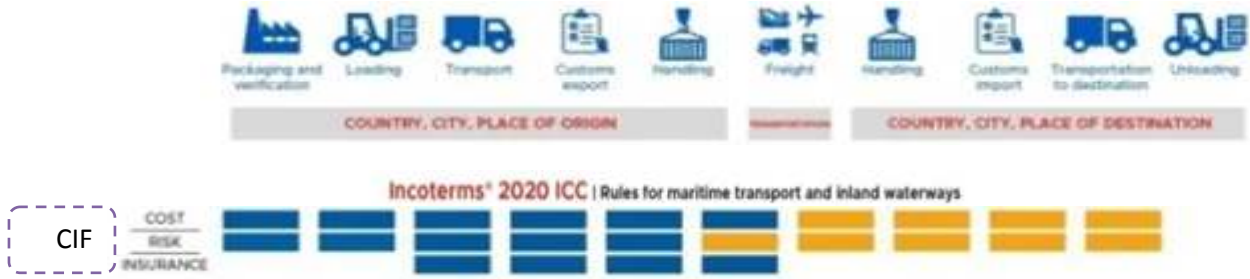 Packaging and verification
Loading
Transport
Customs export
Handling
Freight
Handling
Customs import
Transportation to destination
Unloading
COUNTRY, CITY, PLACE OF ORIGIN
COUNTRY, CITY, PLACE OF DESTINATION
Incoterms® 2020 ICC | Rules for maritime transport and inland waterways
CIF
COST
RISK
INSURANCE